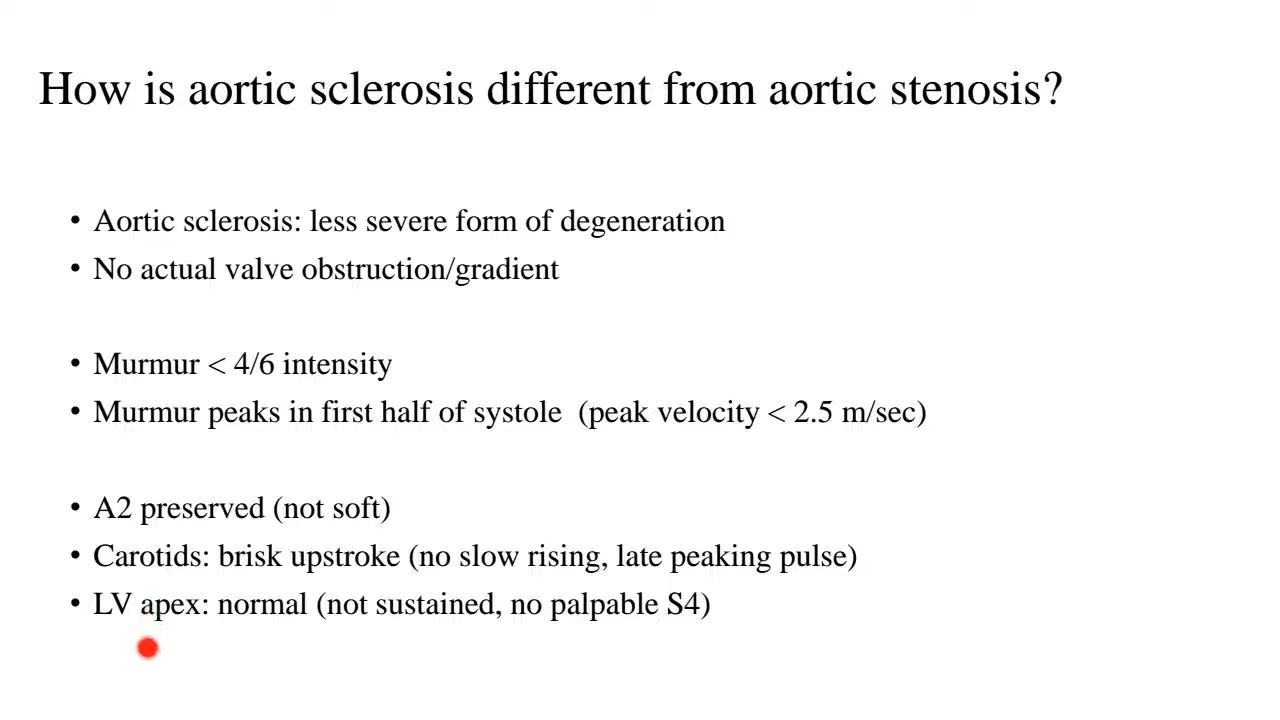 How is aortic sclerosis different from aortic stenosis?
• Aortic sclerosis: less severe form of degeneration
• No actual valve obstruction/gradient
• Murmur < 4/6 intensity
• Murmur peaks in first half of systole  (peak velocity < 2.5 m/sec)
• A2 preserved (not soft)
• Carotids: brisk upstroke (no slow rising, late peaking pulse)
• LV apex: normal (not sustained, no palpable S4)